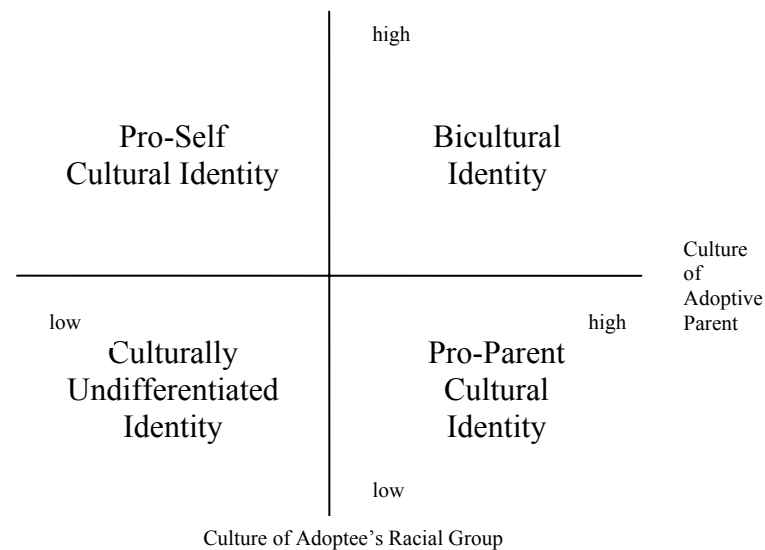 high
Pro-Self
Cultural Identity
Bicultural
Identity
Culture
of
Adoptive
Parent
low
high
Culturally
Undifferentiated
Identity
Pro-Parent
Cultural
Identity
low
Culture of Adoptee's Racial Group